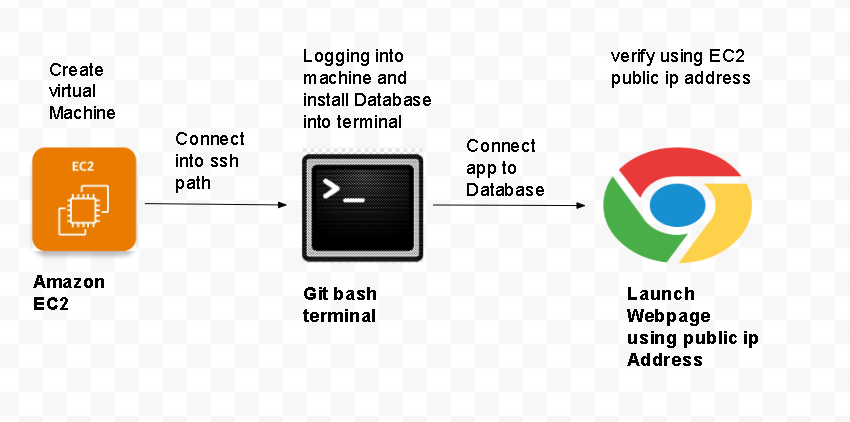 Create
virtual
Machine
EC2
Amazon
EC2
Connect
into ssh
path
Logging into
machine and
install Database
into terminal
>_
Git bash
terminal
Connect
app to
Database
verify using EC2
public ip address
Launch
Webpage
using public ip
Address